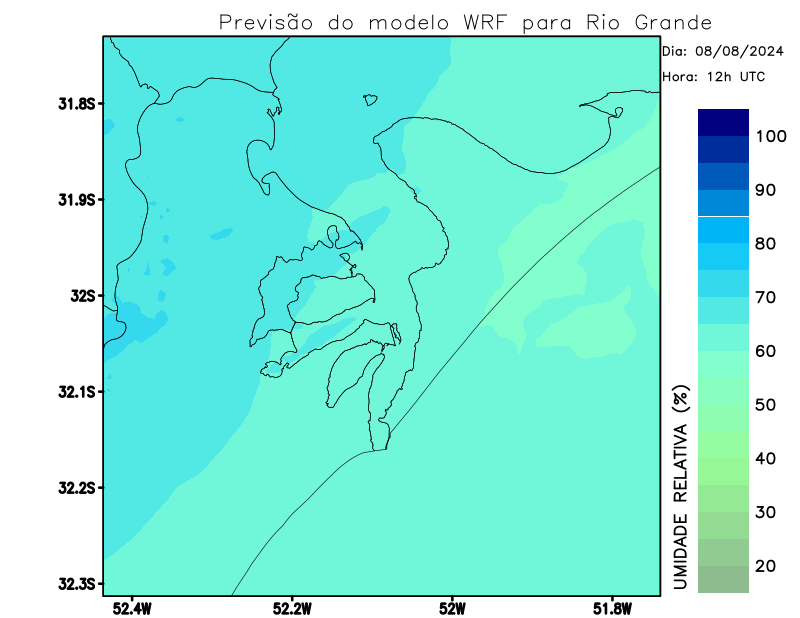 Previsão do modelo WRF para Rio Grande
Dia: 08/08/2024
Hora: 12h UTC
31.8S
31.9S
32S
32.1S
32.2S
32.3S
52.4W
52.2W
52W
51.8W
100
90
80
70
60
50
40
30
20
UMIDADE RELATIVA (%)